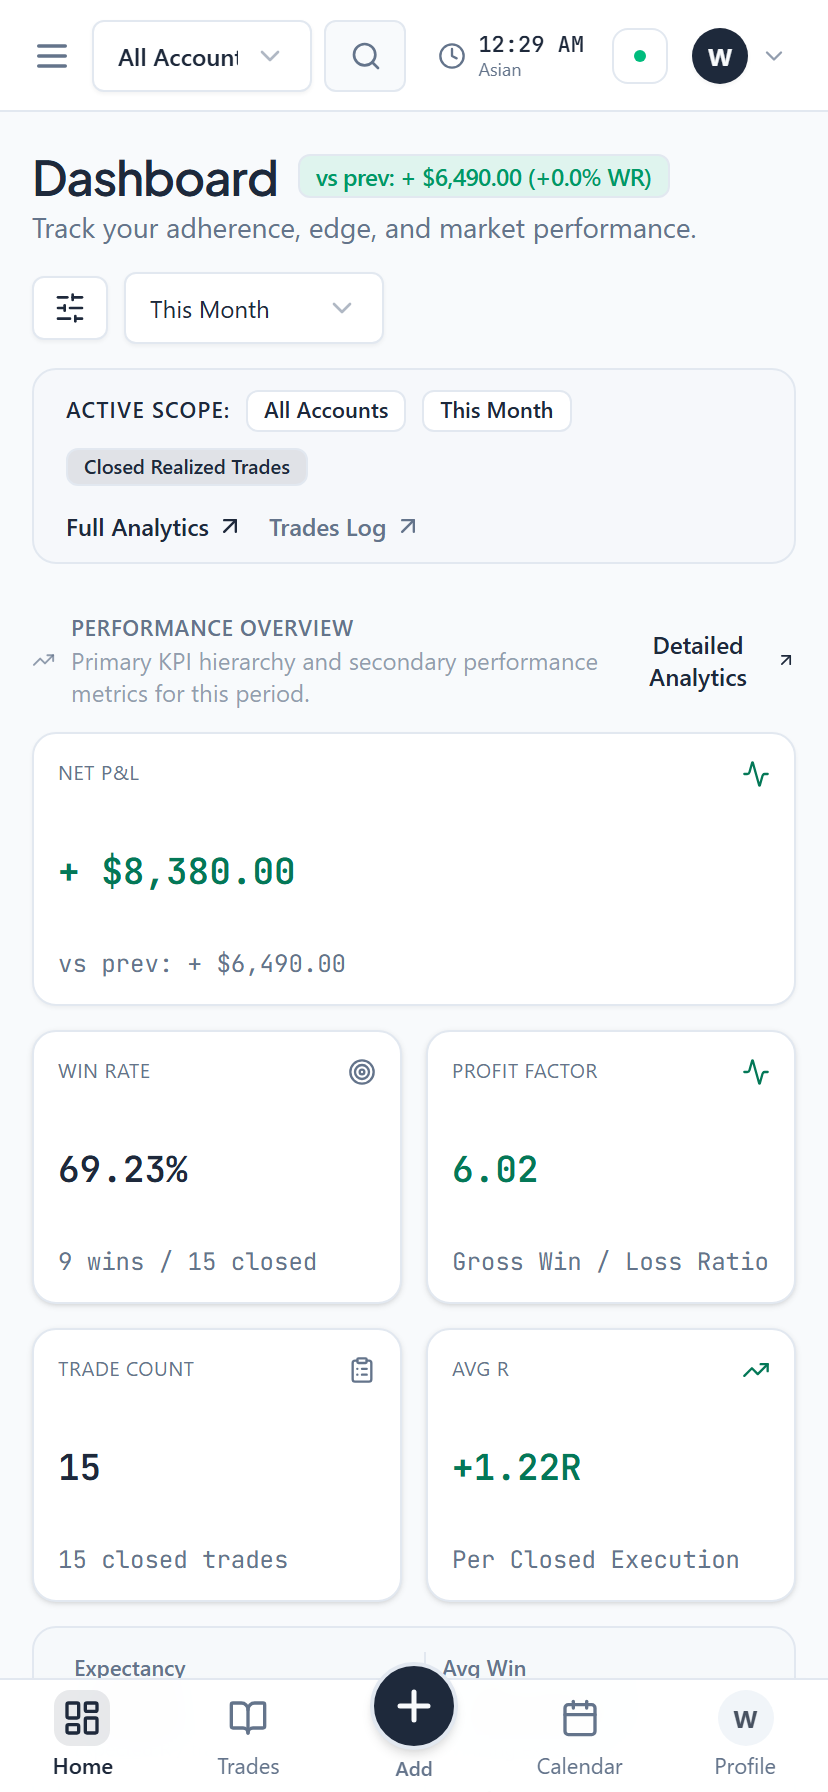 All Account
12:29 AM
Asian
W
Dashboard
vs prev: + $6,490.00 (+0.0% WR)
Track your adherence, edge, and market performance.
This Month
ACTIVE SCOPE:
All Accounts
This Month
Closed Realized Trades
Full Analytics
Trades Log
PERFORMANCE OVERVIEW
Primary KPI hierarchy and secondary performance
metrics for this period.
Detailed
Analytics
NET P&L
+ $8,380.00
vs prev: + $6,490.00
WIN RATE
69.23%
9 wins / 15 closed
PROFIT FACTOR
6.02
Gross Win / Loss Ratio
TRADE COUNT
15
15 closed trades
AVG R
+1.22R
Per Closed Execution
Expectancy
Avg Win
Home
Trades
Add
Calendar
W
Profile